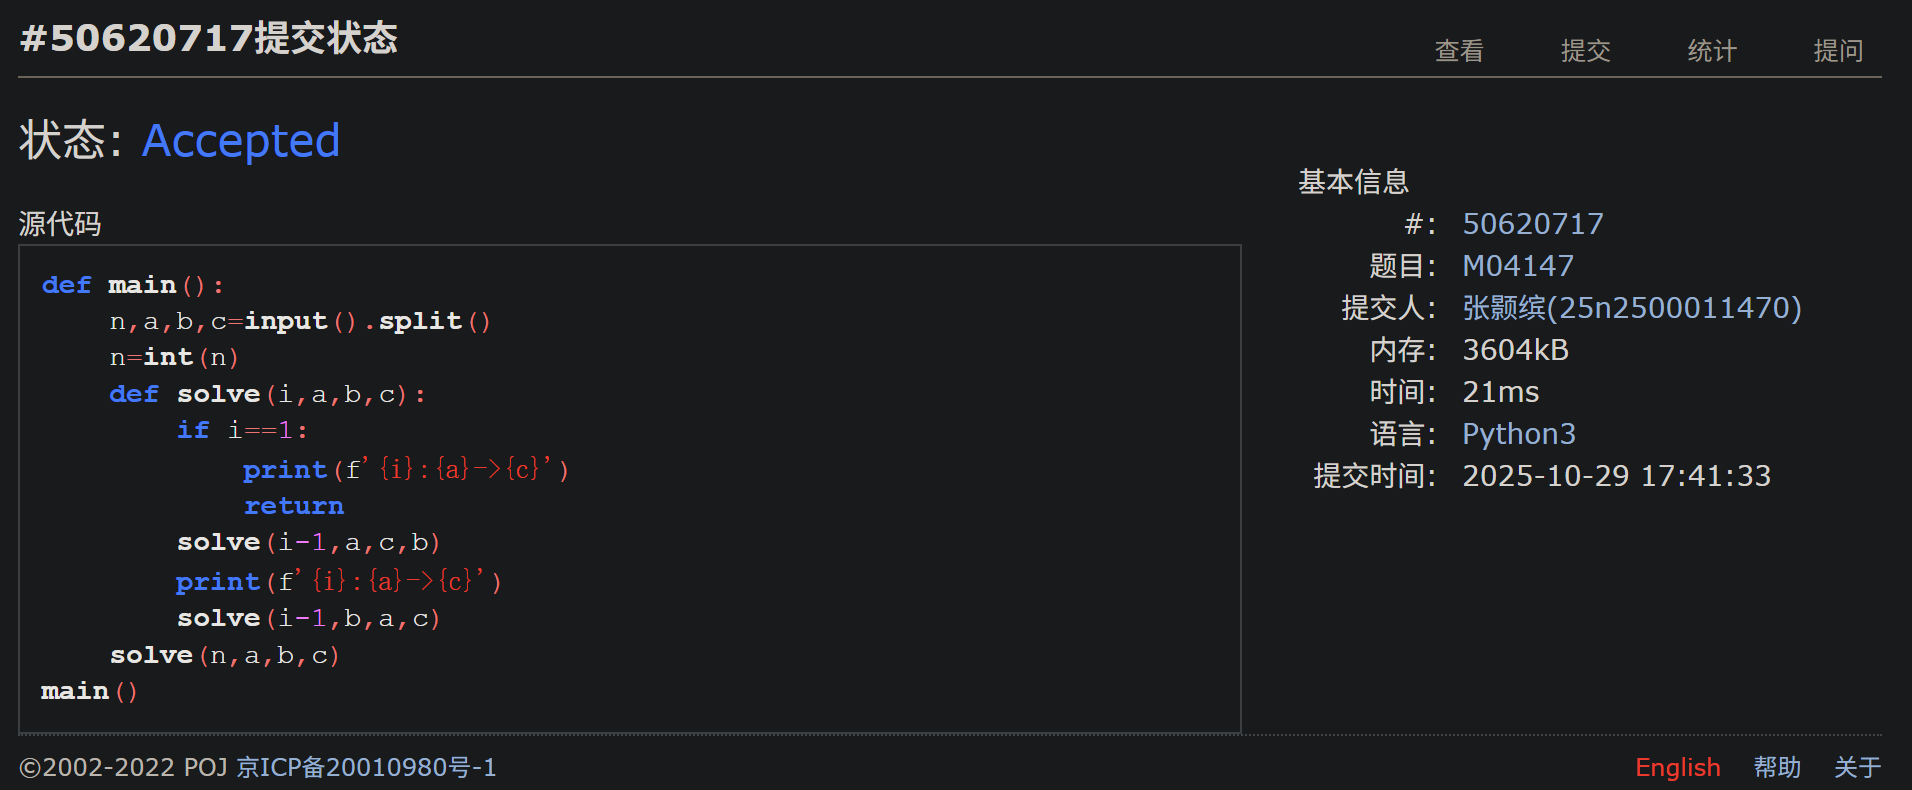 #50620717提交状态
查看 提交 统计 提问
状态: Accepted
源代码
def main():
    n,a,b,c=input().split()
    n=int(n)
    def solve(i,a,b,c):
        if i==1:
            print(f'{i}:{a}->{c}')
            return
        solve(i-1,a,c,b)
        print(f'{i}:{a}->{c}')
        solve(i-1,b,a,c)
    solve(n,a,b,c)
main()
基本信息
#: 50620717
题目: M04147
提交人: 张颢缤(25n2500011470)
内存: 3604kB
时间: 21ms
语言: Python3
提交时间: 2025-10-29 17:41:33
©2002-2022 POJ 京ICP备20010980号-1
English 帮助 关于